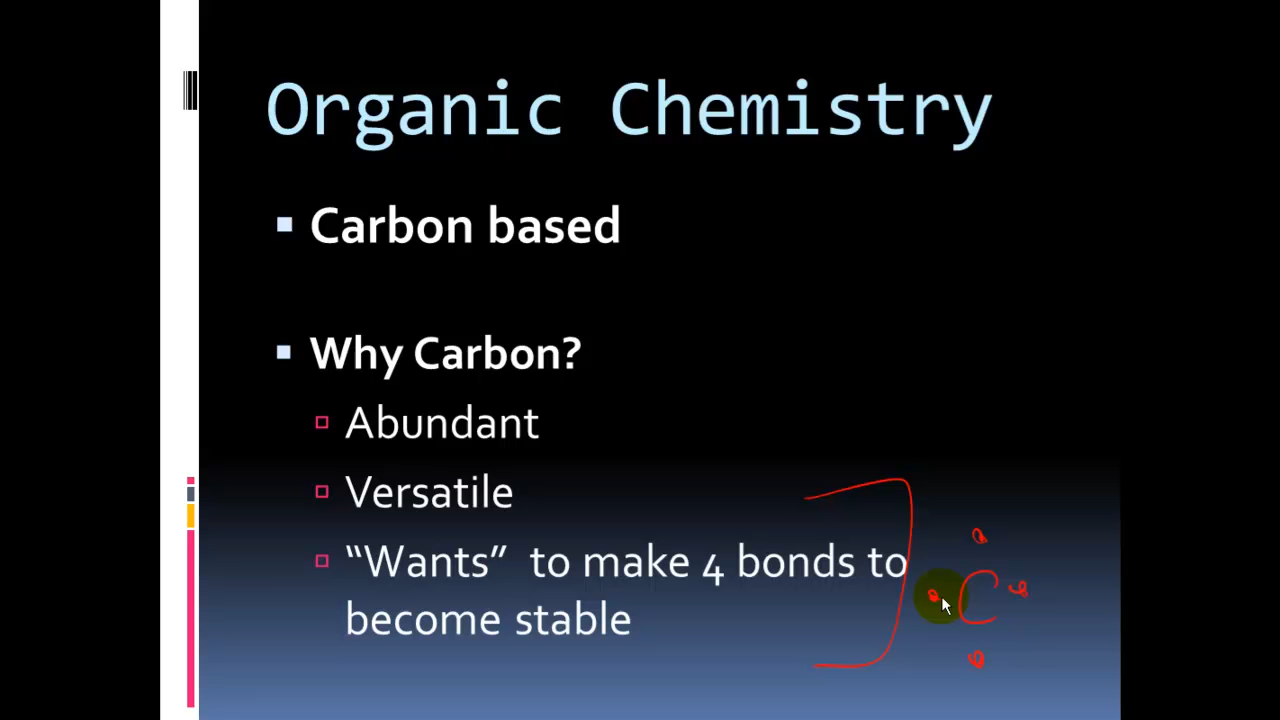 Organic Chemistry
Carbon based
Why Carbon?
Abundant
Versatile
“Wants” to make 4 bonds to
become stable
C